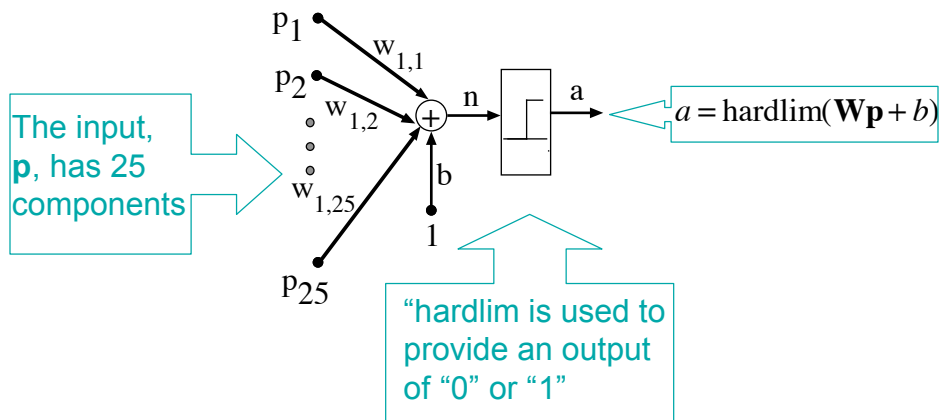 p1
w1,1
p2
w1,2
w1,25
p25
+
n
a
b
1
a = hardlim(Wp + b)
The input,
p, has 25
components
“hardlim is used to
provide an output
of “0” or “1”